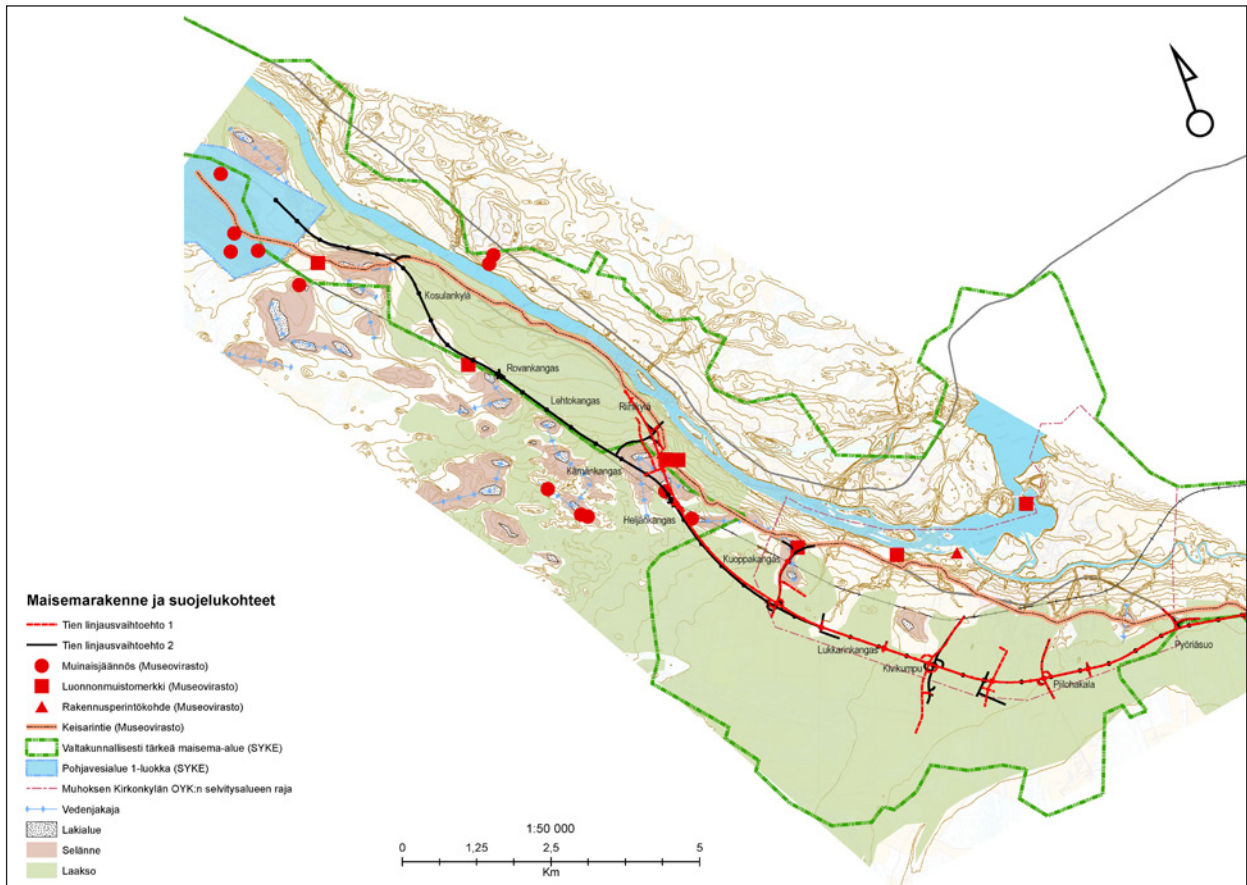 Kosulankylä
Rovankangas
Lehtokangas
Riihikylä
Kämänkangas
Heljänkangas
Kuoppakangas
Lukkarinkangas
Kivikumpu
Pyöriäsuo
Piilohakala
Maisemarakenne ja suojelukohteet
Tien linjausvaihtoehto 1
Tien linjausvaihtoehto 2
Muinaisjäännös (Museovirasto)
Luonnonmuistomerkki (Museovirasto)
Rakennusperintökohde (Museovirasto)
Keisarintie (Museovirasto)
Valtakunnallisesti tärkeä maisema-alue (SYKE)
Pohjavesialue 1-luokka (SYKE)
Muhoksen Kirkonkylän OYK:n selvitysalueen raja
Vedenjakaja
Lakialue
Selänne
Laakso
1:50 000
0 1,25 2,5 5
Km